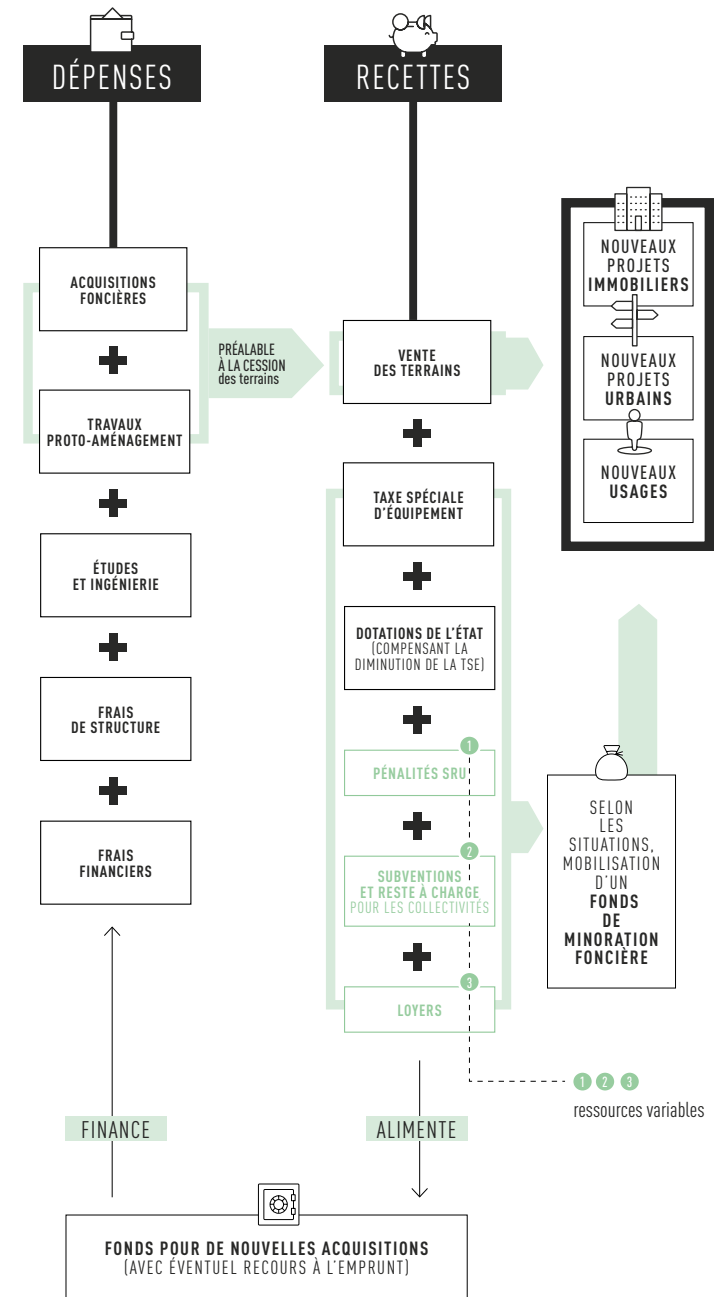 DÉPENSES
ACQUISITIONS
FONCIÈRES
TRAVAUX
PROTO-AMÉNAGEMENT
ÉTUDES
ET INGÉNIERIE
FRAIS
DE STRUCTURE
FRAIS
FINANCIERS
PRÉALABLE
À LA CESSION
des terrains
RECETTES
VENTE
DES TERRAINS
TAXE SPÉCIALE
D'ÉQUIPEMENT
DOTATIONS DE L'ÉTAT
(COMPENSANT LA
DIMINUTION DE LA TSE)
1
PÉNALITÉS SRU
2
SUBVENTIONS
ET RESTE À CHARGE
POUR LES COLLECTIVITÉS
3
LOYERS
NOUVEAUX
PROJETS
IMMOBILIERS
NOUVEAUX
PROJETS
URBAINS
NOUVEAUX
USAGES
SELON
LES
SITUATIONS,
MOBILISATION
D'UN
FONDS
DE
MINORATION
FONCIÈRE
1 2 3
ressources variables
FINANCE
ALIMENTE
FONDS POUR DE NOUVELLES ACQUISITIONS
(AVEC ÉVENTUEL RECOURS À L'EMPRUNT)